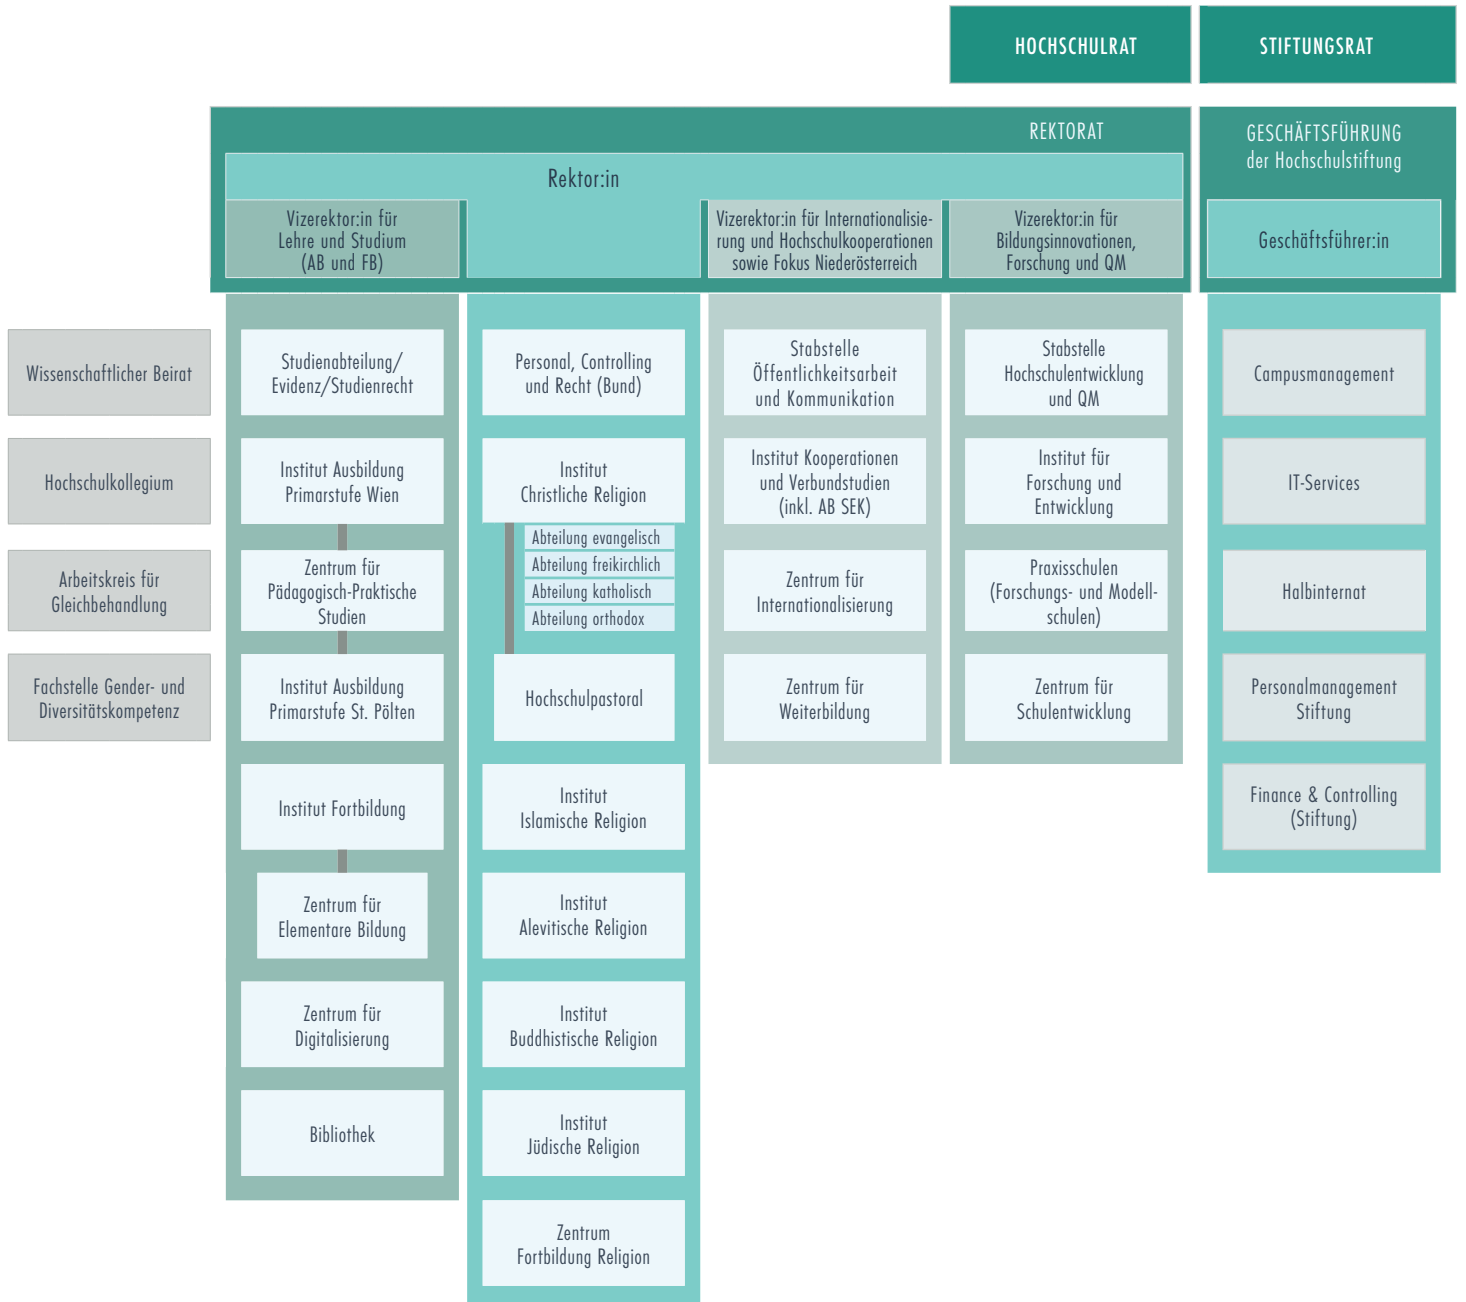 HOCHSCHULRAT
STIFTUNGSRAT
REKTORAT
GESCHÄFTSFÜHRUNG
der Hochschulstiftung
Rektor:in
Vizerektor:in für
Lehre und Studium
(AB und FB)
Vizerektor:in für Internationalisie-
rung und Hochschulkooperationen
sowie Fokus Niederösterreich
Vizerektor:in für
Bildungsinnovationen,
Forschung und QM
Geschäftsführer:in
Wissenschaftlicher Beirat
Hochschulkollegium
Arbeitskreis für
Gleichbehandlung
Fachstelle Gender- und
Diversitätskompetenz
Studienabteilung/
Evidenz/Studienrecht
Institut Ausbildung
Primarstufe Wien
Zentrum für
Pädagogisch-Praktische
Studien
Institut Ausbildung
Primarstufe St. Pölten
Institut Fortbildung
Zentrum für
Elementare Bildung
Zentrum für
Digitalisierung
Bibliothek
Personal, Controlling
und Recht (Bund)
Institut
Christliche Religion
Abteilung evangelisch
Abteilung freikirchlich
Abteilung katholisch
Abteilung orthodox
Hochschulpastoral
Institut
Islamische Religion
Institut
Alevitische Religion
Institut
Buddhistische Religion
Institut
Jüdische Religion
Zentrum
Fortbildung Religion
Stabstelle
Öffentlichkeitsarbeit
und Kommunikation
Institut Kooperationen
und Verbundstudien
(inkl. AB SEK)
Zentrum für
Internationalisierung
Zentrum für
Weiterbildung
Stabstelle
Hochschulentwicklung
und QM
Institut für
Forschung und
Entwicklung
Praxisschulen
(Forschungs- und Modell-
schulen)
Zentrum für
Schulentwicklung
Campusmanagement
IT-Services
Halbinternat
Personalmanagement
Stiftung
Finance & Controlling
(Stiftung)